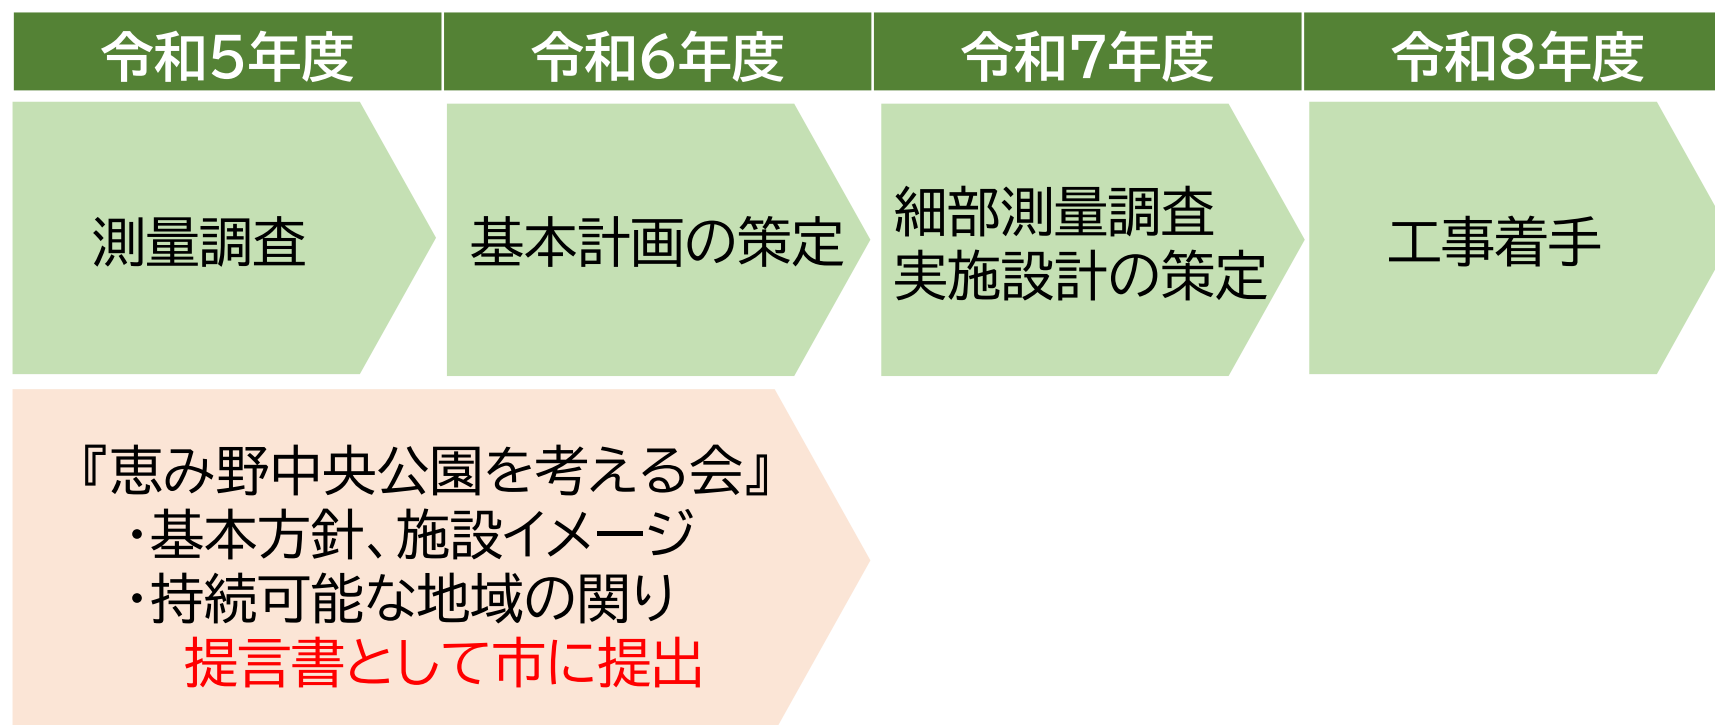 令和5年度
令和6年度
令和7年度
令和8年度
測量調査
基本計画の策定
細部測量調査
実施設計の策定
工事着手
『恵み野中央公園を考える会』
・基本方針、施設イメージ
・持続可能な地域の関り
提言書として市に提出